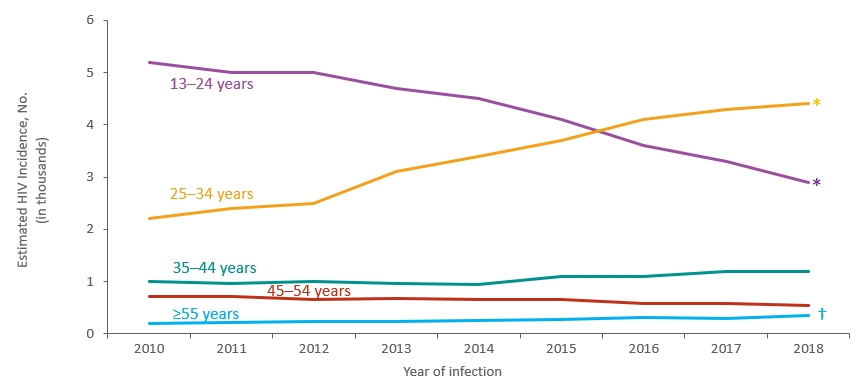 Estimated HIV Incidence, No.
(in thousands)
6
5
4
3
2
1
0
13–24 years
25–34 years
35–44 years
45–54 years
≥55 years
*
*
†
2010 2011 2012 2013 2014 2015 2016 2017 2018
Year of infection